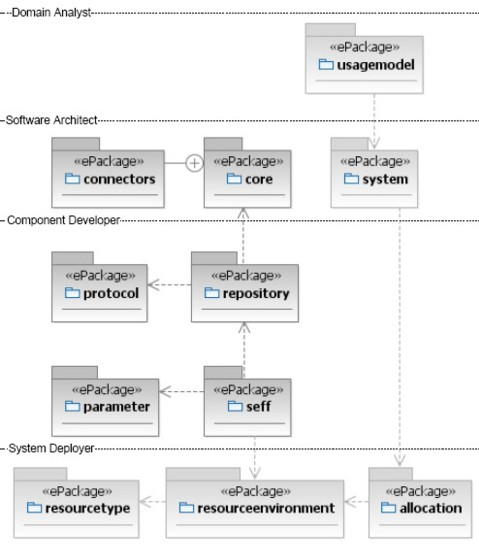 Domain Analyst
«ePackage»
usagemodel
Software Architect
«ePackage»
connectors
«ePackage»
core
«ePackage»
system
Component Developer
«ePackage»
protocol
«ePackage»
repository
«ePackage»
parameter
«ePackage»
seff
System Deployer
«ePackage»
resourcetype
«ePackage»
resourceenvironment
«ePackage»
allocation